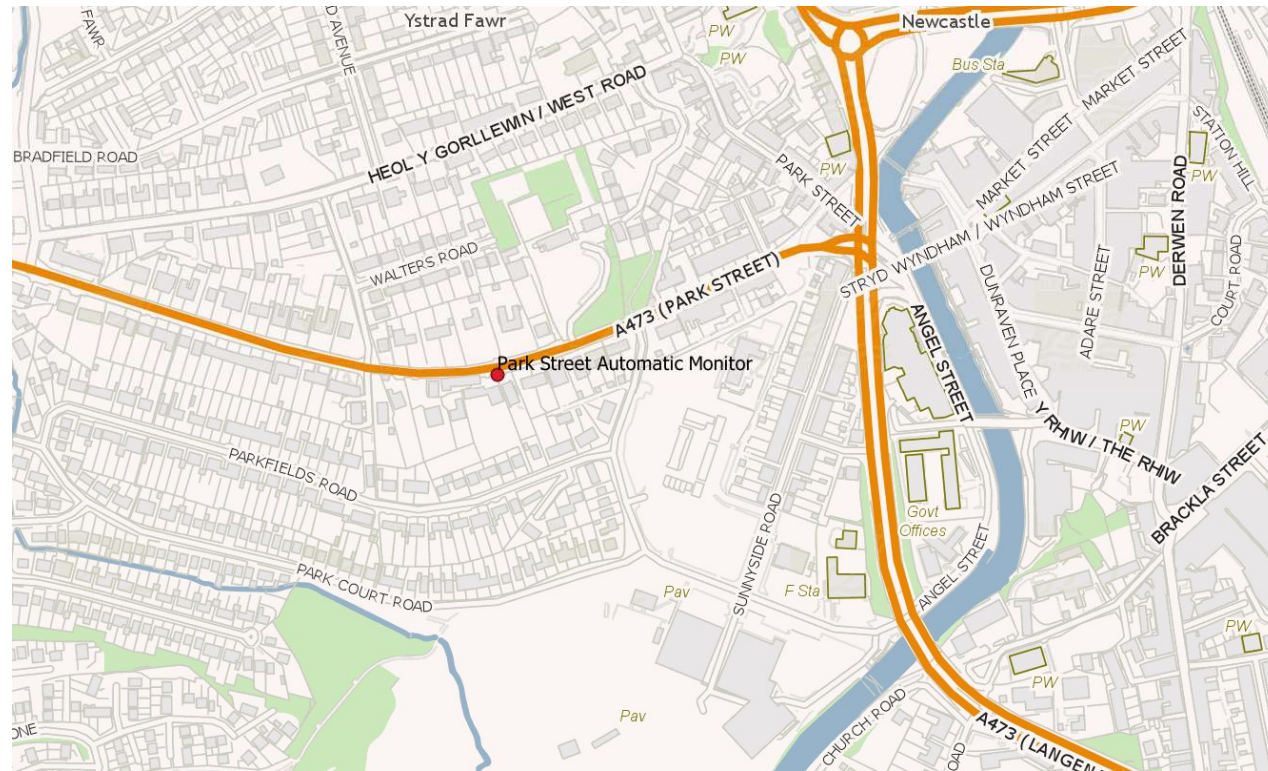 Ystrad Fawr
Newcastle
FAWR
D AVENUE
PW
PW
Bus Sta
MARKET STREET
HEOL Y GORLLEWIN / WEST ROAD
BRADFIELD ROAD
PW
PARK STREET
MARKET STREET
STATION HILL
PW
STRYD WYNDHAM / WYNDHAM STREET
DERWEN ROAD
WALTERS ROAD
PW
COURT ROAD
ADARE STREET
DUNRAVEN PLACE
A473 (PARK STREET)
ANGEL STREET
Park Street Automatic Monitor
Y RHIW / THE RHIW
PW
PARKFIELDS ROAD
BRACKLA STREET
Govt
Offices
PARK COURT ROAD
SUNNYSIDE ROAD
Pav
F Sta
ANGEL STREET
PW
PW
Pav
CHURCH ROAD
A473 (LANGEN
OAD
ONE